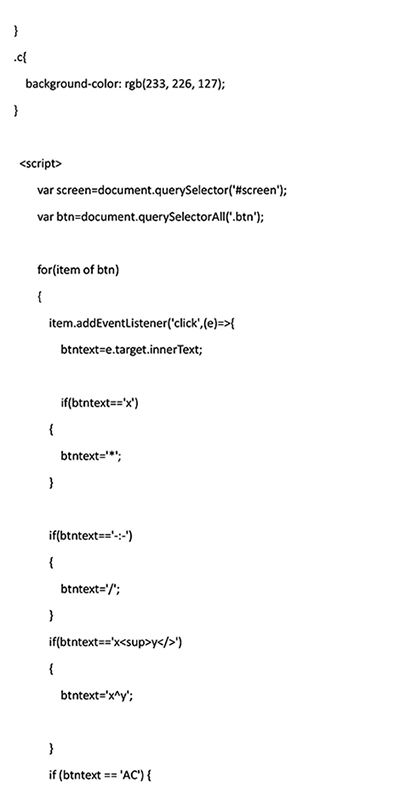 }
.c{
background-color: rgb(233, 226, 127);
}
<script>
var screen=document.querySelector('#screen');
var btn=document.querySelectorAll('.btn');
for(item of btn)
{
item.addEventListener('click',(e)=>{
btntext=e.target.innerText;
if(btntext=='x')
{
btntext='*';
}
if(btntext=='-:-')
{
btntext='/';
}
if(btntext=='x<sup>y</>')
{
btntext='x^y';
}
if (btntext == 'AC') {